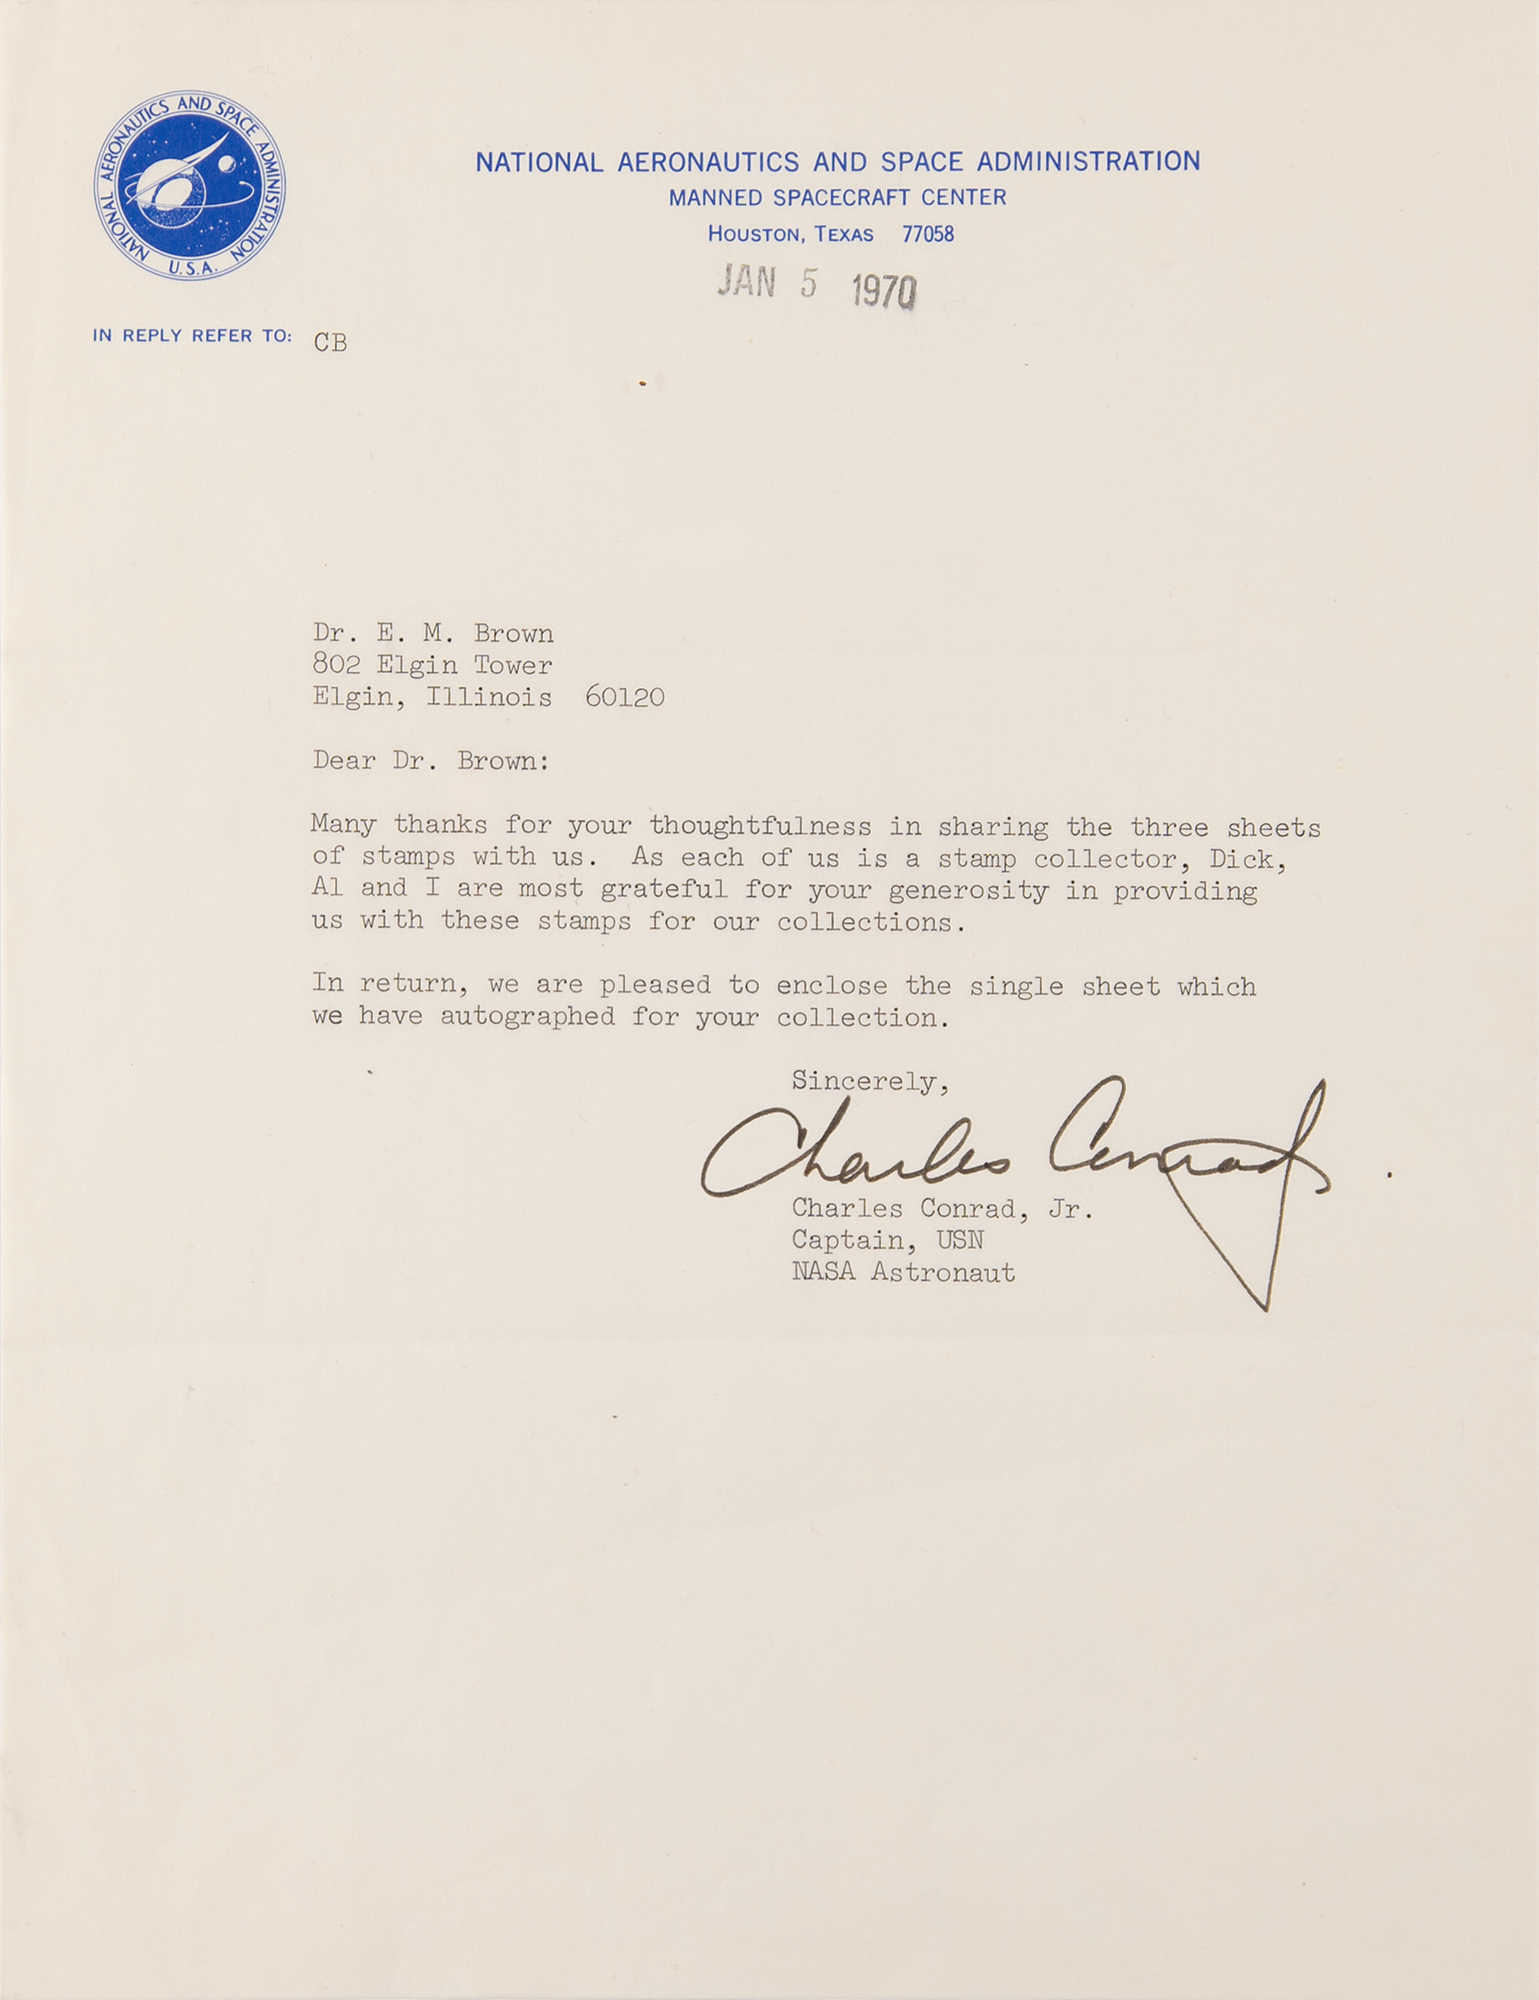 NATIONAL AERONAUTICS AND SPACE ADMINISTRATION
U.S.A.
NATIONAL AERONAUTICS AND SPACE ADMINISTRATION
MANNED SPACECRAFT CENTER
HOUSTON, TEXAS 77058
JAN 5 1970
IN REPLY REFER TO: CB
Dr. E. M. Brown
802 Elgin Tower
Elgin, Illinois 60120
Dear Dr. Brown:
Many thanks for your thoughtfulness in sharing the three sheets
of stamps with us. As each of us is a stamp collector, Dick,
Al and I are most grateful for your generosity in providing
us with these stamps for our collections.
In return, we are pleased to enclose the single sheet which
we have autographed for your collection.
Sincerely,
Charles Conrad Jr.
Charles Conrad, Jr.
Captain, USN
NASA Astronaut